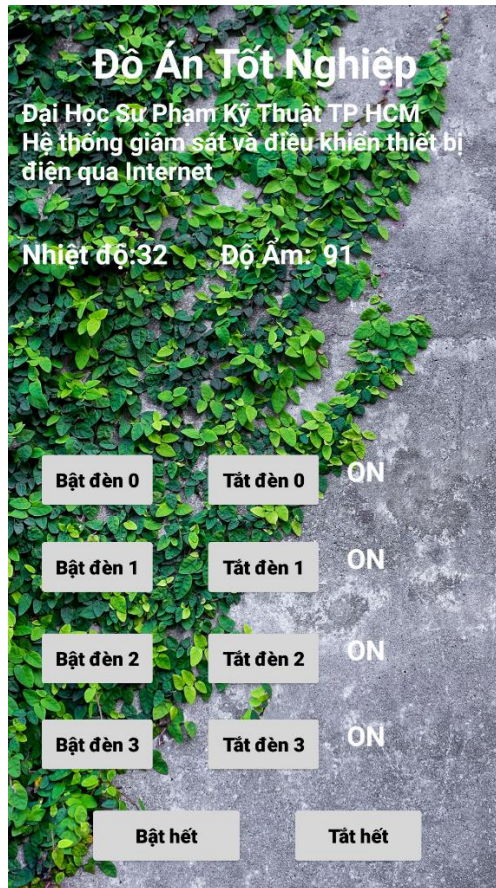 Đồ Án Tốt Nghiệp
Đại Học Sư Phạm Kỹ Thuật TP HCM
Hệ thống giám sát và điều khiển thiết bị
điện qua Internet
Nhiệt độ:32 Độ Ẩm: 91
Bật đèn 0 Tắt đèn 0 ON
Bật đèn 1 Tắt đèn 1 ON
Bật đèn 2 Tắt đèn 2 ON
Bật đèn 3 Tắt đèn 3 ON
Bật hết Tắt hết